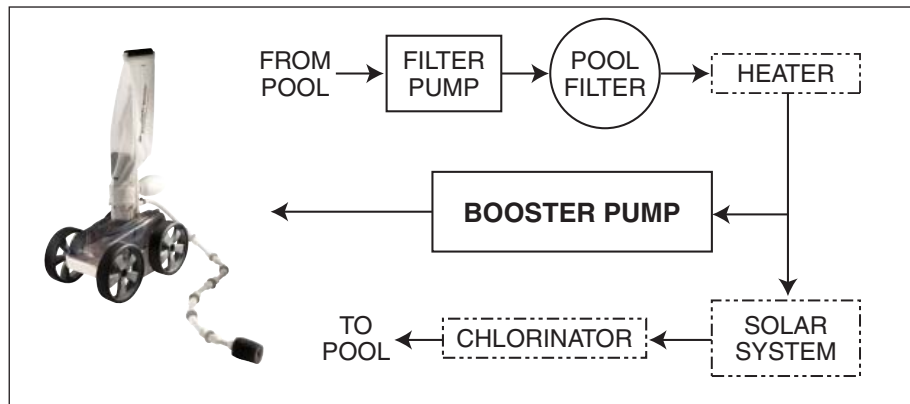 FROM
POOL
FILTER
PUMP
POOL
FILTER
HEATER
BOOSTER PUMP
TO
POOL
CHLORINATOR
SOLAR
SYSTEM